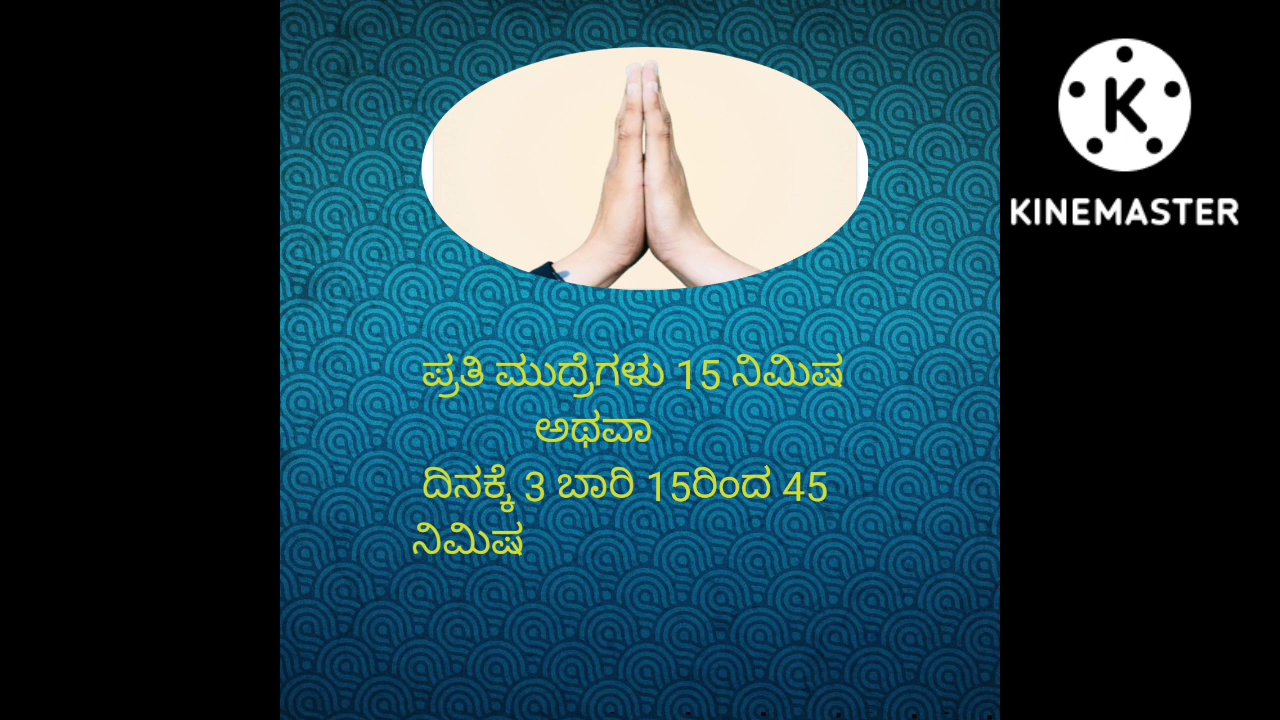 K
KINEMASTER
ಪ್ರತಿ ಮುದ್ರೆಗಳು 15 ನಿಮಿಷ
ಅಥವಾ
ದಿನಕ್ಕೆ 3 ಬಾರಿ 15ರಿಂದ 45
ನಿಮಿಷ